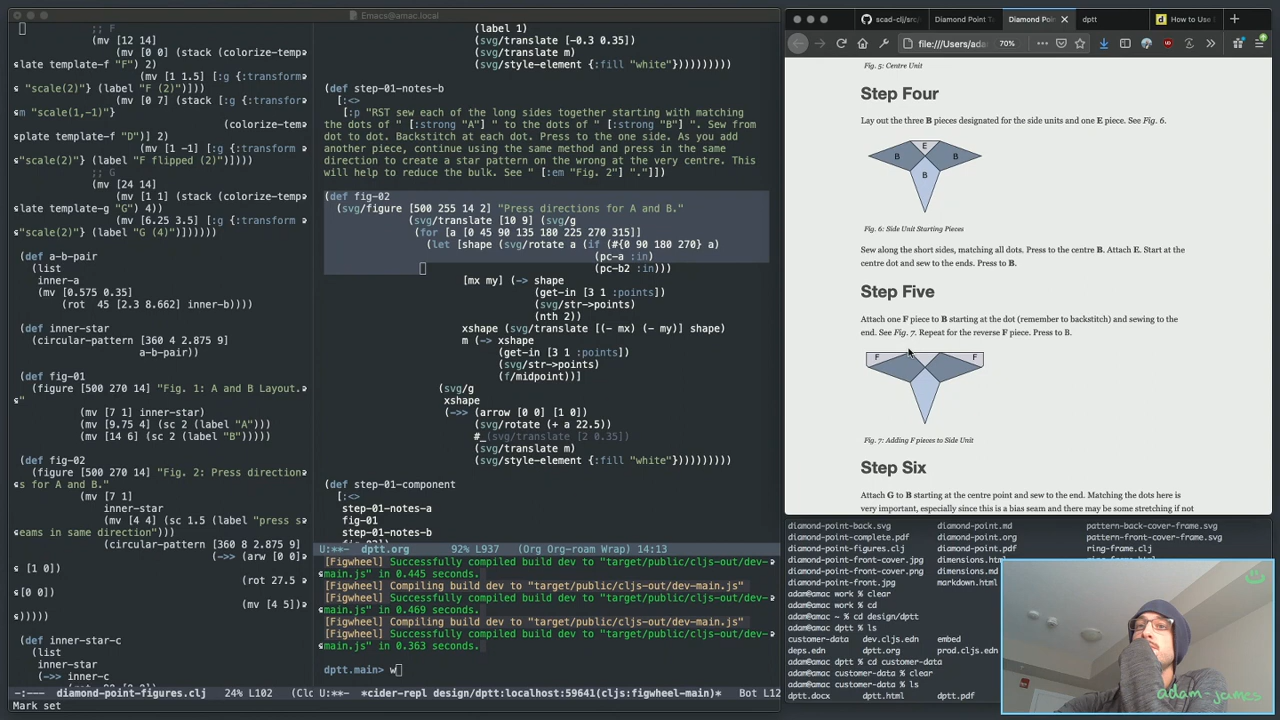 Emacs@amac.local
;; F
(mv [12 14]
(mv [0 0] (stack (colorize-temp
late template-f "F") 2)
(mv [1 1.5] [:g {:transform
"scale(2)"} (label "F (2)")]))
(mv [0 7] (stack [:g {:transfor
m "scale(1,-1)"}
(colorize-tem
plate template-f "D")] 2)
(mv [1 -1] [:g {:transform
"scale(2)"} (label "F flipped (2)")])))
;; G
(mv [24 14]
(mv [1 1] (stack (colorize-temp
late template-g "G") 4))
(mv [6.25 3.5] [:g {:transform
"scale(2)"} (label "G (4)")])))))))
(def a-b-pair
(list
inner-a
(mv [0.575 0.35]
(rot 45 [2.3 8.662] inner-b))))
(def inner-star
(circular-pattern [360 4 2.875 9]
a-b-pair))
(def fig-01
(figure [500 270 14] "Fig. 1: A and B Layout.
"
(mv [7 1] inner-star)
(mv [9.75 4] (sc 2 (label "A")))
(mv [14 6] (sc 2 (label "B")))))
(def fig-02
(figure [500 270 14] "Fig. 2: Press direction
s for A and B."
(mv [7 1]
inner-star
(mv [4 4] (sc 1.5 (label "press s
eams in same direction")))
(circular-pattern [360 8 2.875 9]
(->> (arw [0 0]
[1 0])
(rot 27.5
[0 0])
(mv [4 5])
)))))
(def inner-star-c
(list
inner-star
(->> inner-c
-:--- diamond-point-figures.clj 24% L102 (Clo
Mark set
(label 1)
(svg/translate [-0.3 0.35])
(svg/translate m)
(svg/style-element {:fill "white"})))))))))
(def step-01-notes-b
[:<>
[:p "RST sew each of the long sides together starting with matching
the dots of " [:strong "A"] " to the dots of " [:strong "B"] ". Sew from
dot to dot. Backstitch at each dot. Press to the one side. As you add
another piece, continue using the same method and press in the same
direction to create a star pattern on the wrong at the very centre. This
will help to reduce the bulk. See " [:em "Fig. 2"] "."]])
(def fig-02
(svg/figure [500 255 14 2] "Press directions for A and B."
(svg/translate [10 9] (svg/g
(for [a [0 45 90 135 180 225 270 315]]
(let [shape (svg/rotate a (if (#{0 90 180 270} a)
(pc-a :in)
(pc-b2 :in)))
[mx my] (-> shape
(get-in [3 1 :points])
(svg/str->points)
(nth 2))
xshape (svg/translate [(- mx) (- my)] shape)
m (-> xshape
(get-in [3 1 :points])
(svg/str->points)
(f/midpoint))]
(svg/g
xshape
(->> (arrow [0 0] [1 0])
(svg/rotate (+ a 22.5))
#_(svg/translate [2 0.35])
(svg/translate m)
(svg/style-element {:fill "white"})))))))))
(def step-01-component
[:<>
step-01-notes-a
fig-01
step-01-notes-b
U:**- dptt.org 92% L937 (Org Org-roam Wrap) 14:13
[Figwheel] Successfully compiled build dev to "target/public/cljs-out/dev-
main.js" in 0.445 seconds.
[Figwheel] Compiling build dev to "target/public/cljs-out/dev-main.js"
[Figwheel] Successfully compiled build dev to "target/public/cljs-out/dev-
main.js" in 0.469 seconds.
[Figwheel] Compiling build dev to "target/public/cljs-out/dev-main.js"
[Figwheel] Successfully compiled build dev to "target/public/cljs-out/dev-
main.js" in 0.363 seconds.
dptt.main> w
U:**- *cider-repl design/dptt:localhost:59641(cljs:figwheel-main)* Bot L12
scad-clj/src/
Diamond Point Te
Diamond Poin
dptt
How to Use
file:///Users/ada
70%
Fig. 5: Centre Unit
Step Four
Lay out the three B pieces designated for the side units and one E piece. See Fig. 6.
E
B B
B
Fig. 6: Side Unit Starting Pieces
Sew along the short sides, matching all dots. Press to the centre B. Attach E. Start at the
centre dot and sew to the ends. Press to B.
Step Five
Attach one F piece to B starting at the dot (remember to backstitch) and sewing to the
end. See Fig. 7. Repeat for the reverse F piece. Press to B.
F F
Fig. 7: Adding F pieces to Side Unit
Step Six
Attach G to B starting at the centre point and sew to the end. Matching the dots here is
very important, especially since this is a bias seam and there may be some stretching if not
diamond-point-back.svg diamond-point.md pattern-back-cover-frame.svg
diamond-point-complete.pdf diamond-point.org pattern-front-cover-frame.svg
diamond-point-figures.clj diamond-point.pdf ring-frame.clj
diamond-point-front-cover.png dimensions.html
diamond-point-front-cover.svg dimensions.md
diamond-point-front.jpg markdown.html
adam@amac work % clear
adam@amac work % cd
adam@amac ~ % cd design/dptt
adam@amac dptt % ls
customer-data dev.cljs.edn embed
deps.edn dptt.org prod.cljs.edn
adam@amac dptt % cd customer-data
adam@amac customer-data % clear
adam@amac customer-data % ls
dptt.docx dptt.html dptt.pdf
adam-james